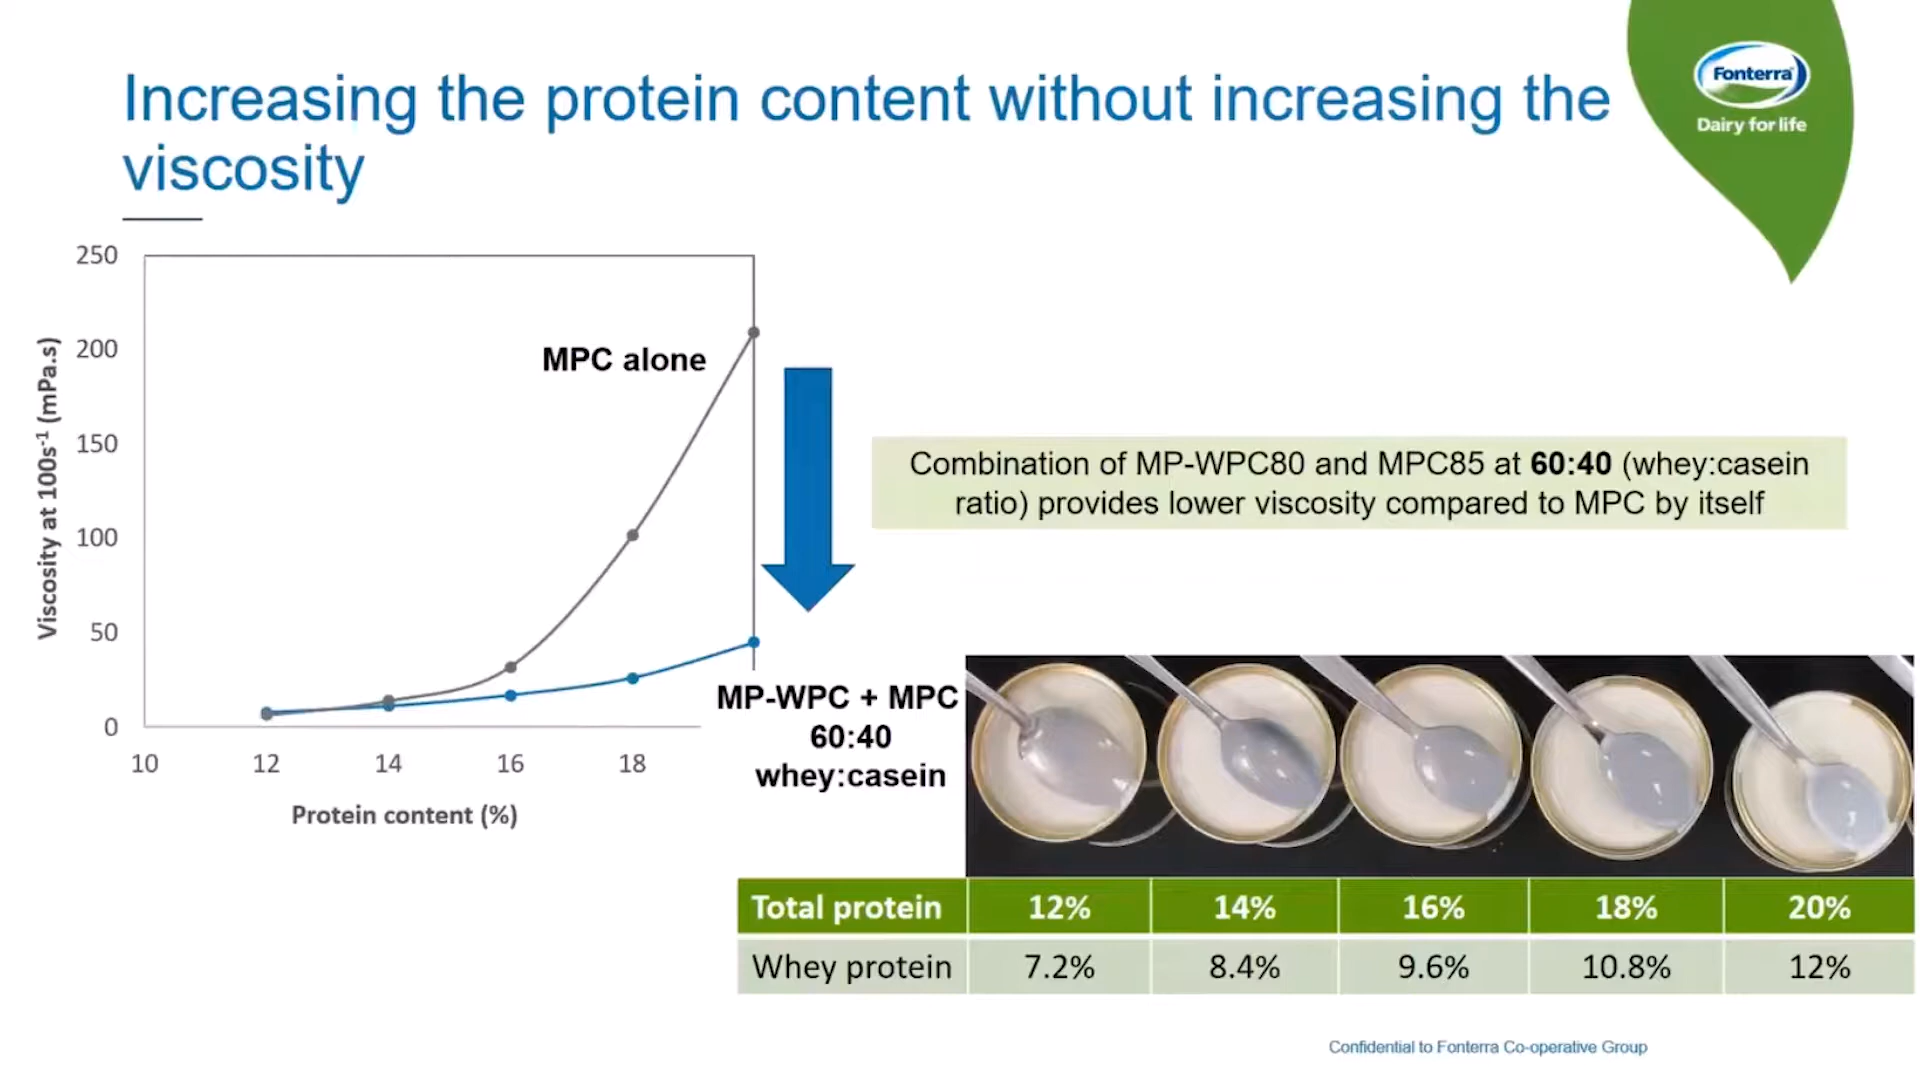 Increasing the protein content without increasing the
viscosity
Fonterra
Dairy for life
250
200
150
100
50
0
10
12
14
16
18
Viscosity at 100s⁻¹ (mPa.s)
Protein content (%)
MPC alone
MP-WPC + MPC
60:40
whey:casein
Combination of MP-WPC80 and MPC85 at 60:40 (whey:casein
ratio) provides lower viscosity compared to MPC by itself
Total protein 12% 14% 16% 18% 20%
Whey protein 7.2% 8.4% 9.6% 10.8% 12%
Confidential to Fonterra Co-operative Group